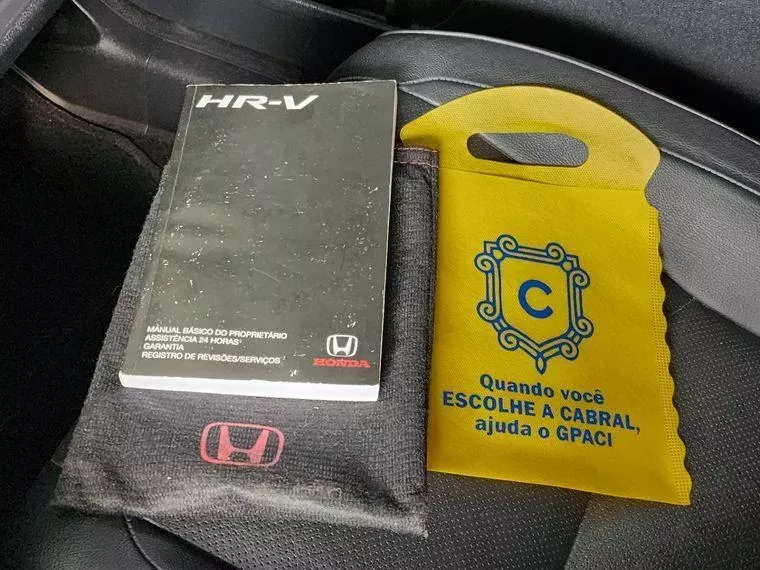 HR-V
MANUAL BÁSICO DO PROPRIETÁRIO
ASSISTÊNCIA 24 HORAS
GARANTIA
REGISTRO DE REVISÕES/SERVIÇOS
HONDA
C
Quando você
ESCOLHE A CABRAL,
ajuda o GPACI